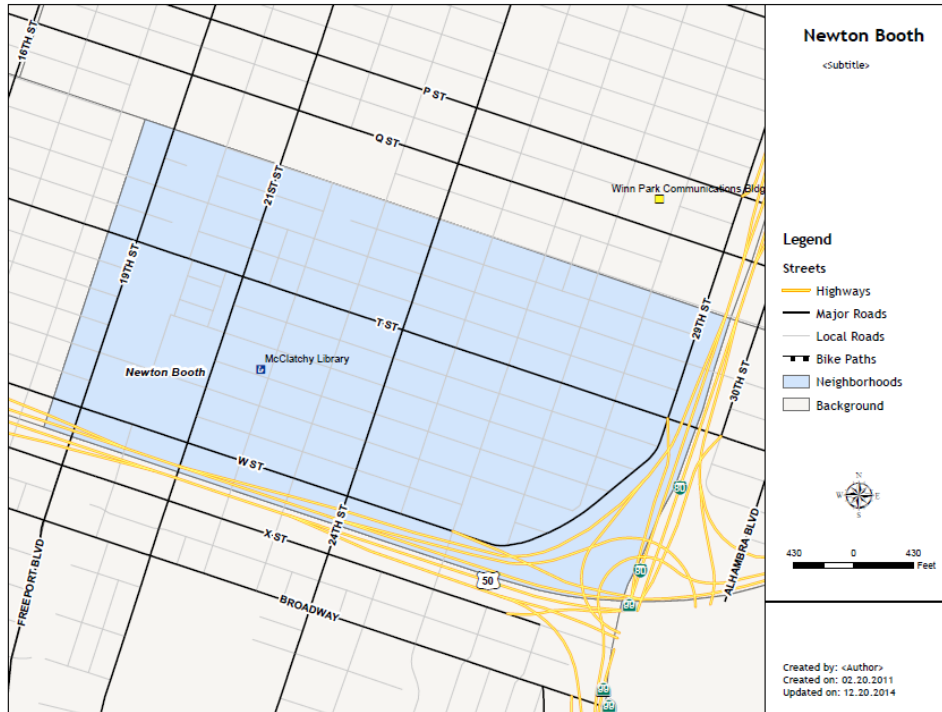 16TH ST
P ST
Q ST
21ST ST
Winn Park Communications Bldg
19TH ST
T ST
29TH ST
McClatchy Library
Newton Booth
30TH ST
W ST
80
24TH ST
X ST
ALHAMBRA BLVD
FREEPORT BLVD
50
80
99
BROADWAY
99
99
Newton Booth
<Subtitle>
Legend
Streets
Highways
Major Roads
Local Roads
Bike Paths
Neighborhoods
Background
N
W E
S
430 0 430
Feet
Created by: <Author>
Created on: 02.20.2011
Updated on: 12.20.2014